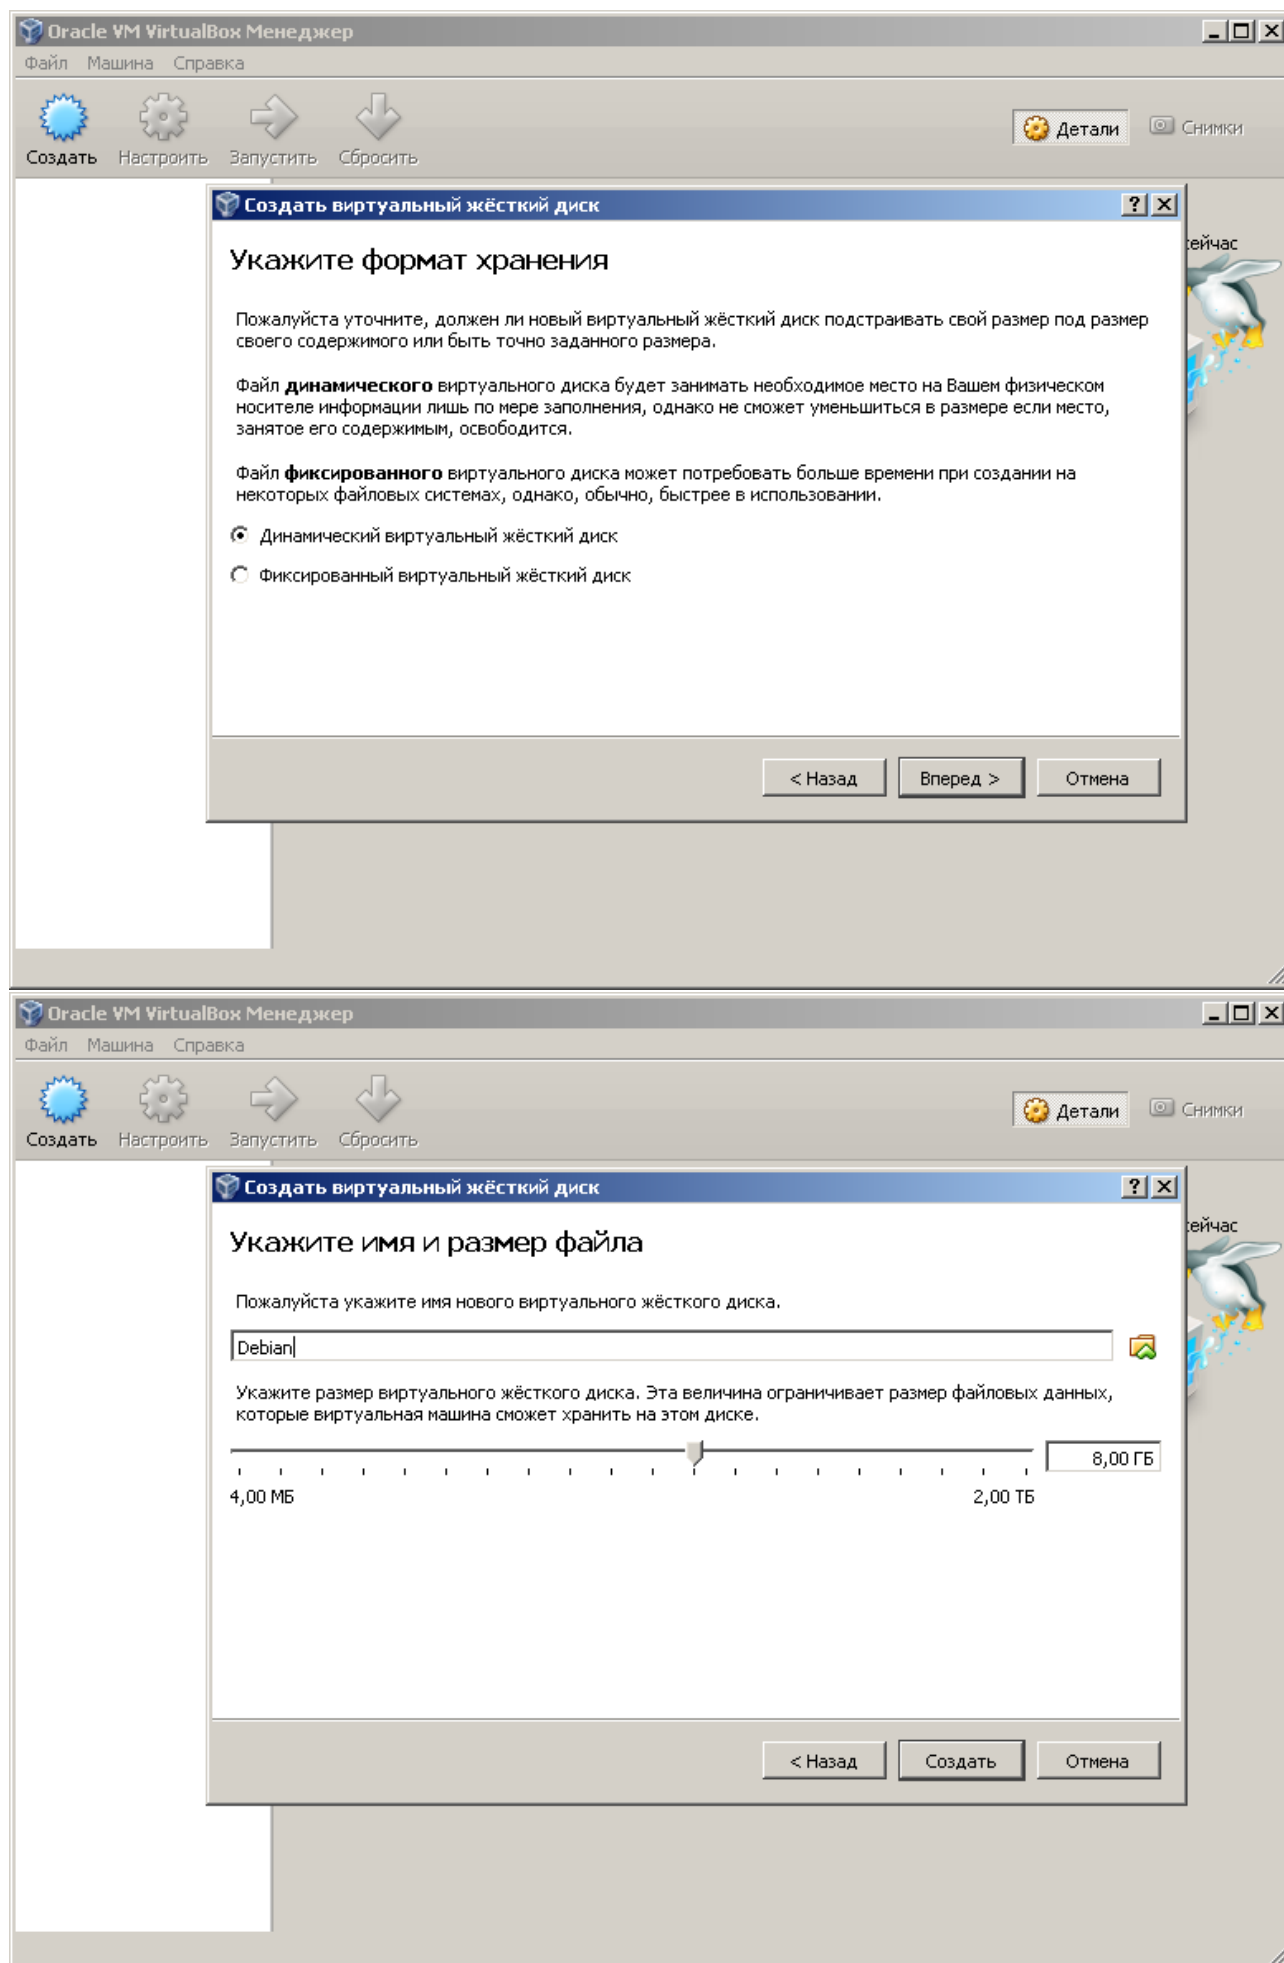 Oracle VM VirtualBox Менеджер
Файл Машина Справка
Создать Настроить Запустить Сбросить Детали Снимки
Создать виртуальный жёсткий диск
ейчас
Укажите формат хранения
Пожалуйста уточните, должен ли новый виртуальный жёсткий диск подстраивать свой размер под размер
своего содержимого или быть точно заданного размера.
Файл динамического виртуального диска будет занимать необходимое место на Вашем физическом
носителе информации лишь по мере заполнения, однако не сможет уменьшиться в размере если место,
занятое его содержимым, освободится.
Файл фиксированного виртуального диска может потребовать больше времени при создании на
некоторых файловых системах, однако, обычно, быстрее в использовании.
Динамический виртуальный жёсткий диск
Фиксированный виртуальный жёсткий диск
< Назад Вперед > Отмена
Oracle VM VirtualBox Менеджер
Файл Машина Справка
Создать Настроить Запустить Сбросить Детали Снимки
Создать виртуальный жёсткий диск
ейчас
Укажите имя и размер файла
Пожалуйста укажите имя нового виртуального жёсткого диска.
Debian
Укажите размер виртуального жёсткого диска. Эта величина ограничивает размер файловых данных,
которые виртуальная машина сможет хранить на этом диске.
8,00 ГБ
4,00 МБ 2,00 ТБ
< Назад Создать Отмена